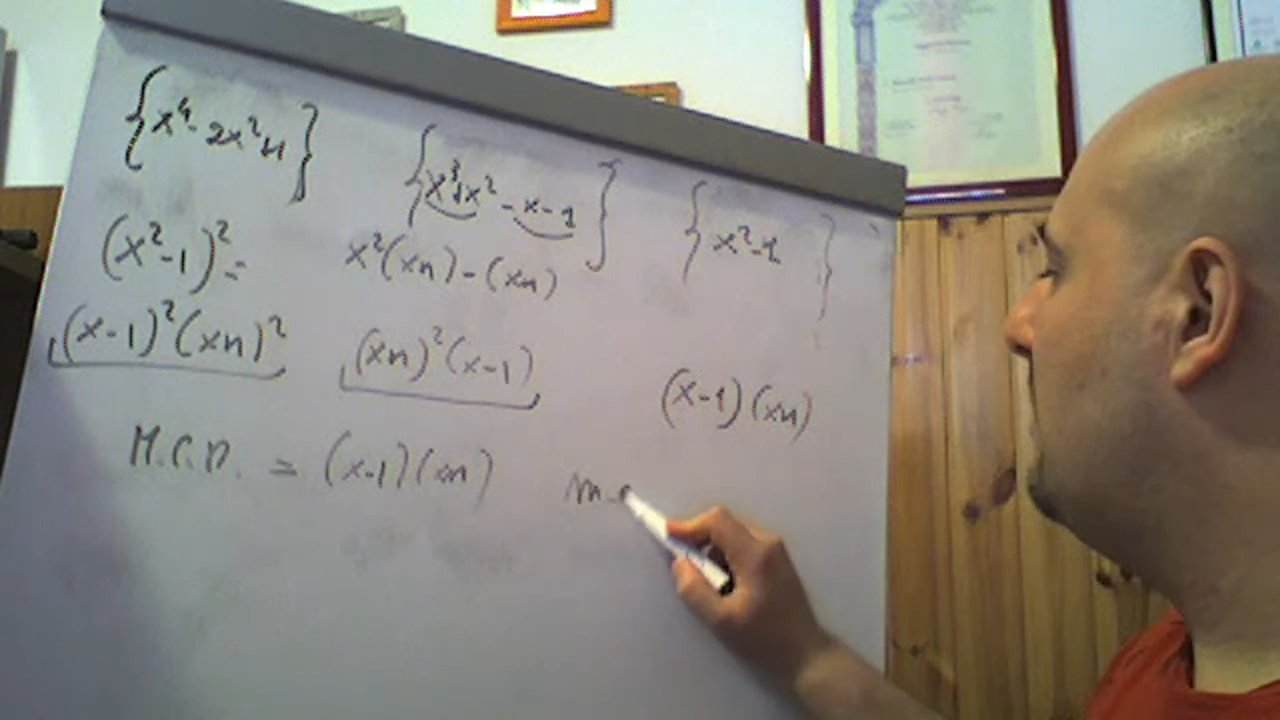 {x⁴-2x²+1} {x³+x²-x-1} {x²-1}
(x²-1)²= x²(x+1)-(x+1)
(x-1)²(x+1)² (x+1)²(x-1) (x-1)(x+1)
M.C.D. = (x-1)(x+1) m.c